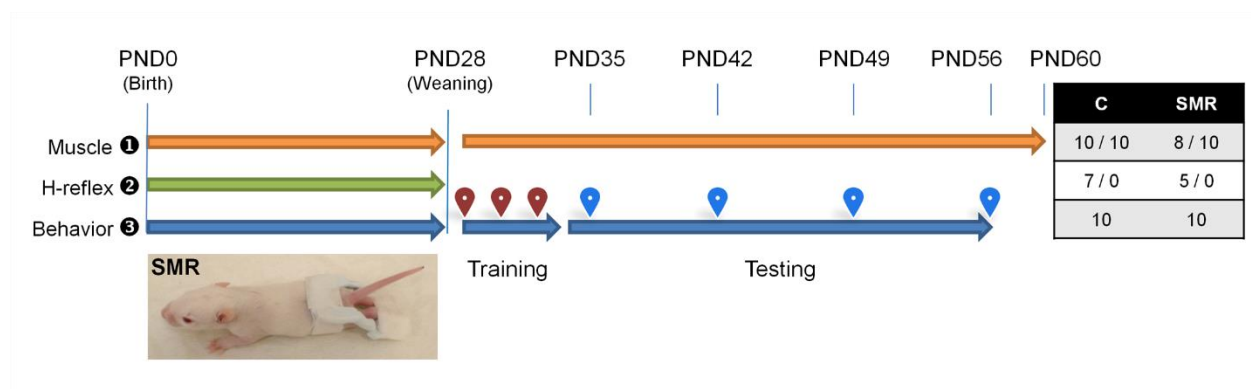 PND0 PND28 PND35 PND42 PND49 PND56 PND60
(Birth) (Weaning)
C SMR
Muscle ❶ 10 / 10 8 / 10
H-reflex ❷ 7 / 0 5 / 0
Behavior ❸ 10 10
SMR Training Testing